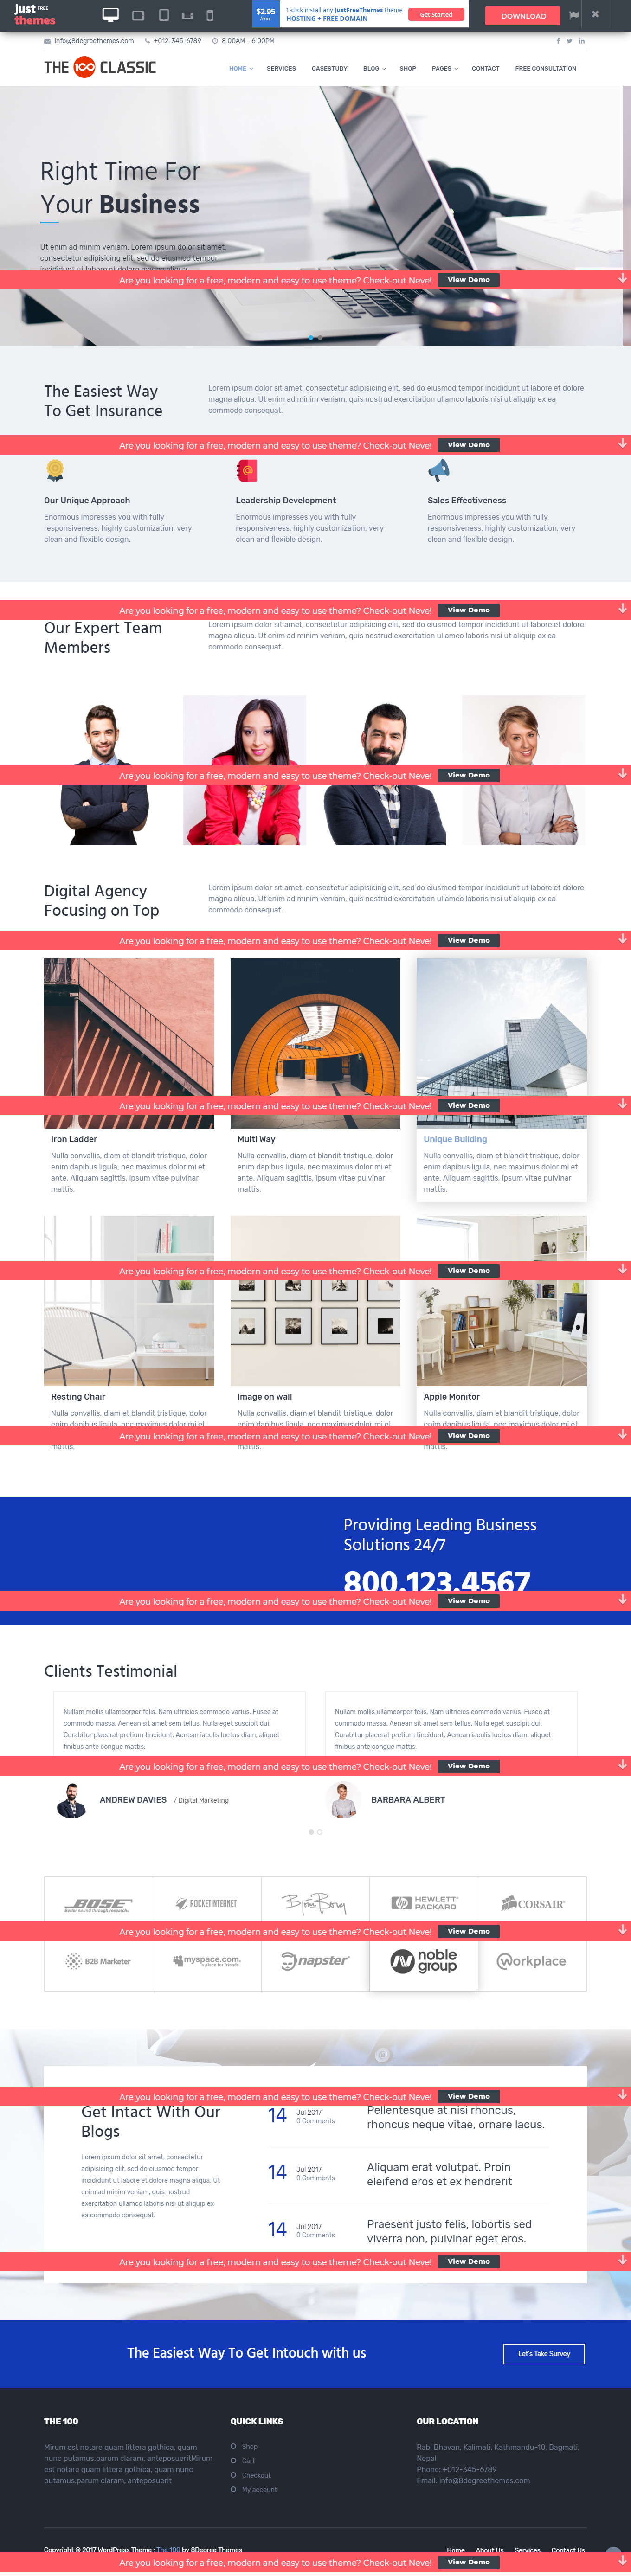 just FREE themes
$2.95 /mo.
1-click install any JustFreeThemes theme
HOSTING + FREE DOMAIN
Get Started
DOWNLOAD
info@8degreethemes.com +012-345-6789 8:00AM - 6:00PM
THE 100 CLASSIC
HOME SERVICES CASESTUDY BLOG SHOP PAGES CONTACT FREE CONSULTATION
Right Time For
Your Business
Ut enim ad minim veniam. Lorem ipsum dolor sit amet,
consectetur adipisicing elit, sed do eiusmod tempor
incididunt ut labore et dolore magna aliqua.
Are you looking for a free, modern and easy to use theme? Check-out Neve! View Demo
The Easiest Way
To Get Insurance
Lorem ipsum dolor sit amet, consectetur adipisicing elit, sed do eiusmod tempor incididunt ut labore et dolore
magna aliqua. Ut enim ad minim veniam, quis nostrud exercitation ullamco laboris nisi ut aliquip ex ea
commodo consequat.
Are you looking for a free, modern and easy to use theme? Check-out Neve! View Demo
Our Unique Approach
Enormous impresses you with fully
responsiveness, highly customization, very
clean and flexible design.
Leadership Development
Enormous impresses you with fully
responsiveness, highly customization, very
clean and flexible design.
Sales Effectiveness
Enormous impresses you with fully
responsiveness, highly customization, very
clean and flexible design.
Are you looking for a free, modern and easy to use theme? Check-out Neve! View Demo
Our Expert Team
Members
Lorem ipsum dolor sit amet, consectetur adipisicing elit, sed do eiusmod tempor incididunt ut labore et dolore
magna aliqua. Ut enim ad minim veniam, quis nostrud exercitation ullamco laboris nisi ut aliquip ex ea
commodo consequat.
Are you looking for a free, modern and easy to use theme? Check-out Neve! View Demo
Digital Agency
Focusing on Top
Lorem ipsum dolor sit amet, consectetur adipisicing elit, sed do eiusmod tempor incididunt ut labore et dolore
magna aliqua. Ut enim ad minim veniam, quis nostrud exercitation ullamco laboris nisi ut aliquip ex ea
commodo consequat.
Are you looking for a free, modern and easy to use theme? Check-out Neve! View Demo
Are you looking for a free, modern and easy to use theme? Check-out Neve! View Demo
Iron Ladder
Nulla convallis, diam et blandit tristique, dolor
enim dapibus ligula, nec maximus dolor mi et
ante. Aliquam sagittis, ipsum vitae pulvinar
mattis.
Multi Way
Nulla convallis, diam et blandit tristique, dolor
enim dapibus ligula, nec maximus dolor mi et
ante. Aliquam sagittis, ipsum vitae pulvinar
mattis.
Unique Building
Nulla convallis, diam et blandit tristique, dolor
enim dapibus ligula, nec maximus dolor mi et
ante. Aliquam sagittis, ipsum vitae pulvinar
mattis.
Are you looking for a free, modern and easy to use theme? Check-out Neve! View Demo
Resting Chair
Nulla convallis, diam et blandit tristique, dolor
enim dapibus ligula, nec maximus dolor mi et
mattis.
Image on wall
Nulla convallis, diam et blandit tristique, dolor
enim dapibus ligula, nec maximus dolor mi et
mattis.
Apple Monitor
Nulla convallis, diam et blandit tristique, dolor
enim dapibus ligula, nec maximus dolor mi et
mattis.
Are you looking for a free, modern and easy to use theme? Check-out Neve! View Demo
Providing Leading Business
Solutions 24/7
800.123.4567
Are you looking for a free, modern and easy to use theme? Check-out Neve! View Demo
Clients Testimonial
Nullam mollis ullamcorper felis. Nam ultricies commodo varius. Fusce at
commodo massa. Aenean sit amet sem tellus. Nulla eget suscipit dui.
Curabitur placerat pretium tincidunt. Aenean iaculis luctus diam, aliquet
finibus ante congue mattis.
Nullam mollis ullamcorper felis. Nam ultricies commodo varius. Fusce at
commodo massa. Aenean sit amet sem tellus. Nulla eget suscipit dui.
Curabitur placerat pretium tincidunt. Aenean iaculis luctus diam, aliquet
finibus ante congue mattis.
Are you looking for a free, modern and easy to use theme? Check-out Neve! View Demo
ANDREW DAVIES / Digital Marketing
BARBARA ALBERT
BOSE
Better sound through research.
ROCKETINTERNET
Björn Borg
hp HEWLETT PACKARD
CORSAIR
Are you looking for a free, modern and easy to use theme? Check-out Neve! View Demo
B2B Marketer
myspace.com.
a place for friends
napster
noble group
workplace
Are you looking for a free, modern and easy to use theme? Check-out Neve! View Demo
Get Intact With Our
Blogs
Lorem ipsum dolor sit amet, consectetur
adipisicing elit, sed do eiusmod tempor
incididunt ut labore et dolore magna aliqua. Ut
enim ad minim veniam, quis nostrud
exercitation ullamco laboris nisi ut aliquip ex
ea commodo consequat.
14 Jul 2017
0 Comments
Pellentesque at nisi rhoncus,
rhoncus neque vitae, ornare lacus.
14 Jul 2017
0 Comments
Aliquam erat volutpat. Proin
eleifend eros et ex hendrerit
14 Jul 2017
0 Comments
Praesent justo felis, lobortis sed
viverra non, pulvinar eget eros.
Are you looking for a free, modern and easy to use theme? Check-out Neve! View Demo
The Easiest Way To Get Intouch with us
Let's Take Survey
THE 100
Mirum est notare quam littera gothica, quam
nunc putamus.parum claram, anteposueritMirum
est notare quam littera gothica, quam nunc
putamus.parum claram, anteposuerit
QUICK LINKS
Shop
Cart
Checkout
My account
OUR LOCATION
Rabi Bhavan, Kalimati, Kathmandu-10, Bagmati,
Nepal
Phone: +012-345-6789
Email: info@8degreethemes.com
Copyright © 2017 WordPress Theme : The 100 by 8Degree Themes
Home About Us Services Contact Us
Are you looking for a free, modern and easy to use theme? Check-out Neve! View Demo